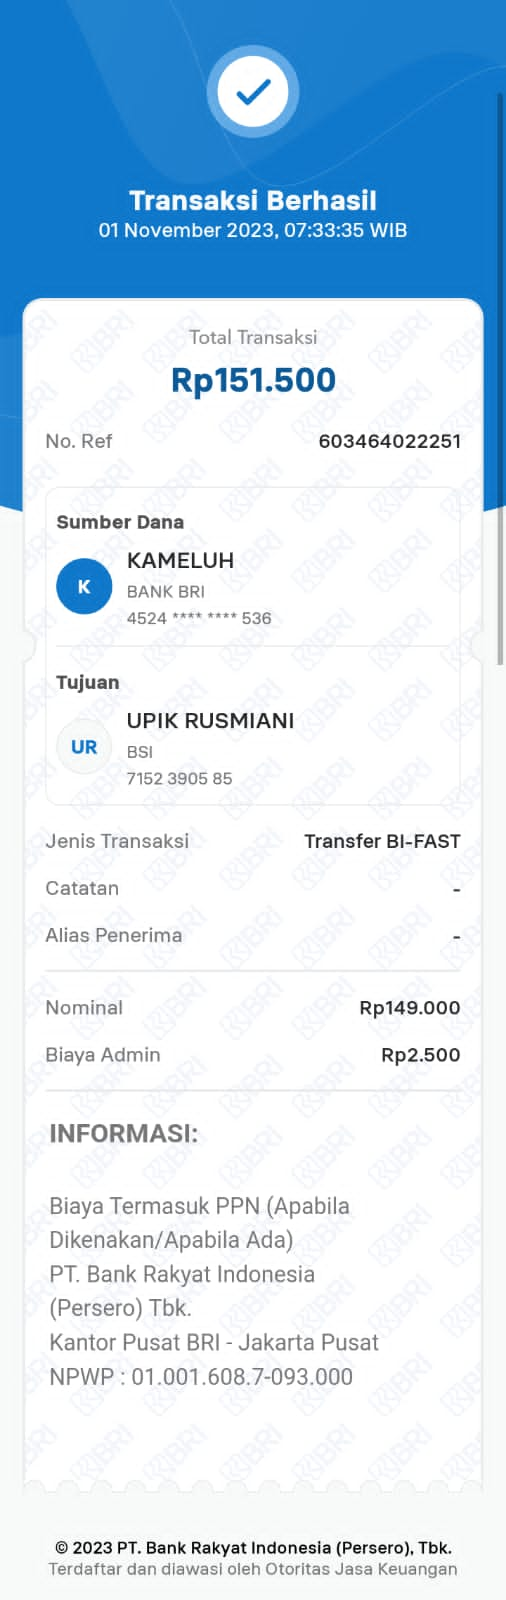 Transaksi Berhasil
01 November 2023, 07:33:35 WIB
Total Transaksi
Rp151.500
No. Ref 603464022251
Sumber Dana
K
KAMELUH
BANK BRI
4524 **** **** 536
Tujuan
UR
UPIK RUSMIANI
BSI
7152 3905 85
Jenis Transaksi Transfer BI-FAST
Catatan -
Alias Penerima -
Nominal Rp149.000
Biaya Admin Rp2.500
INFORMASI:
Biaya Termasuk PPN (Apabila
Dikenakan/Apabila Ada)
PT. Bank Rakyat Indonesia
(Persero) Tbk.
Kantor Pusat BRI - Jakarta Pusat
NPWP : 01.001.608.7-093.000
© 2023 PT. Bank Rakyat Indonesia (Persero), Tbk.
Terdaftar dan diawasi oleh Otoritas Jasa Keuangan